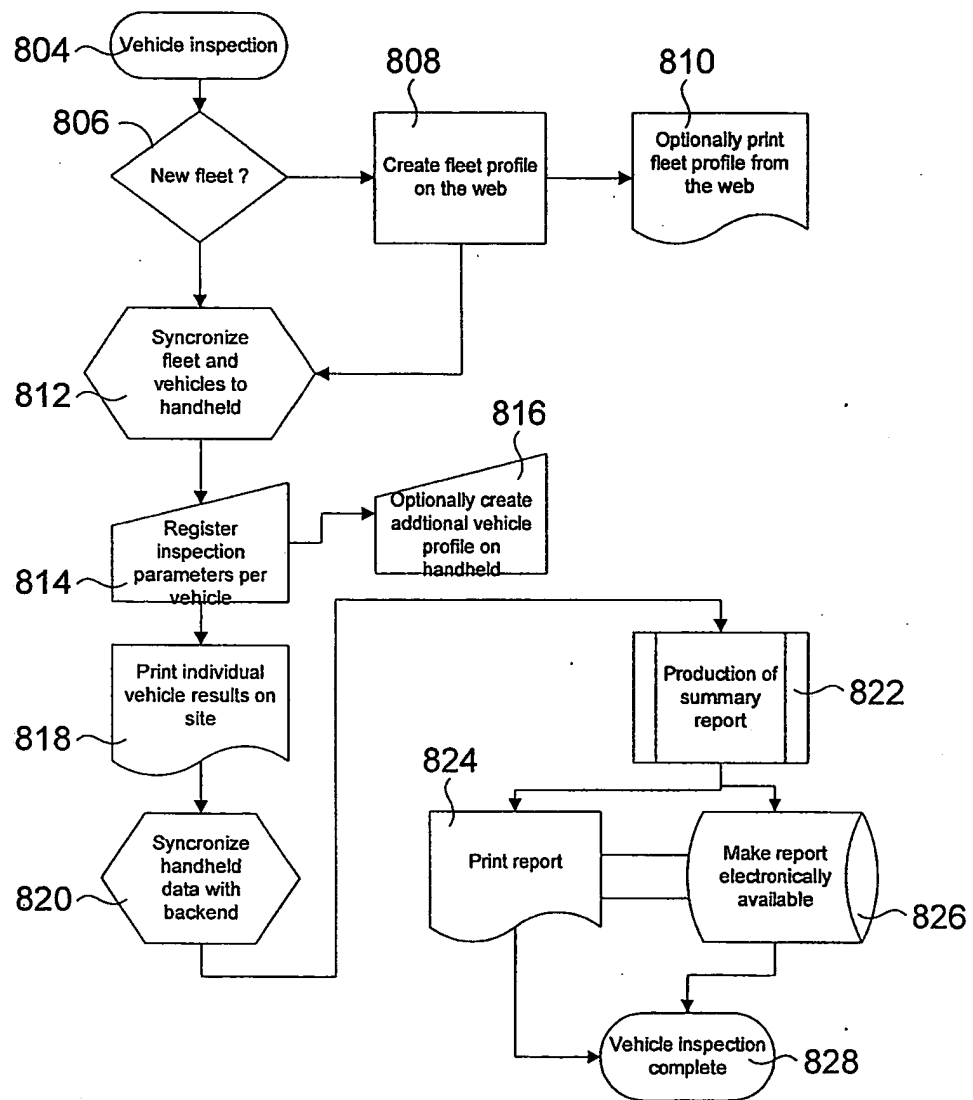 804
Vehicle inspection
806
New fleet ?
808
Create fleet profile
on the web
810
Optionally print
fleet profile from
the web
812
Syncronize
fleet and
vehicles to
handheld
814
Register
inspection
parameters per
vehicle
816
Optionally create
addtional vehicle
profile on
handheld
818
Print individual
vehicle results on
site
820
Syncronize
handheld
data with
backend
822
Production of
summary
report
824
Print report
826
Make report
electronically
available
828
Vehicle inspection
complete